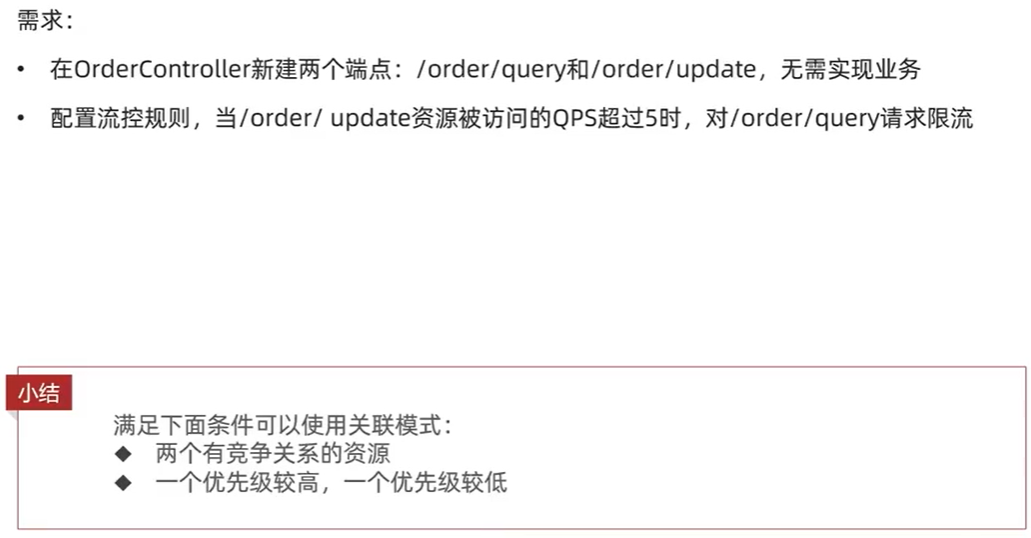 需求：
• 在OrderController新建两个端点：/order/query和/order/update，无需实现业务
• 配置流控规则，当/order/ update资源被访问的QPS超过5时，对/order/query请求限流
小结
满足下面条件可以使用关联模式：
◆ 两个有竞争关系的资源
◆ 一个优先级较高，一个优先级较低